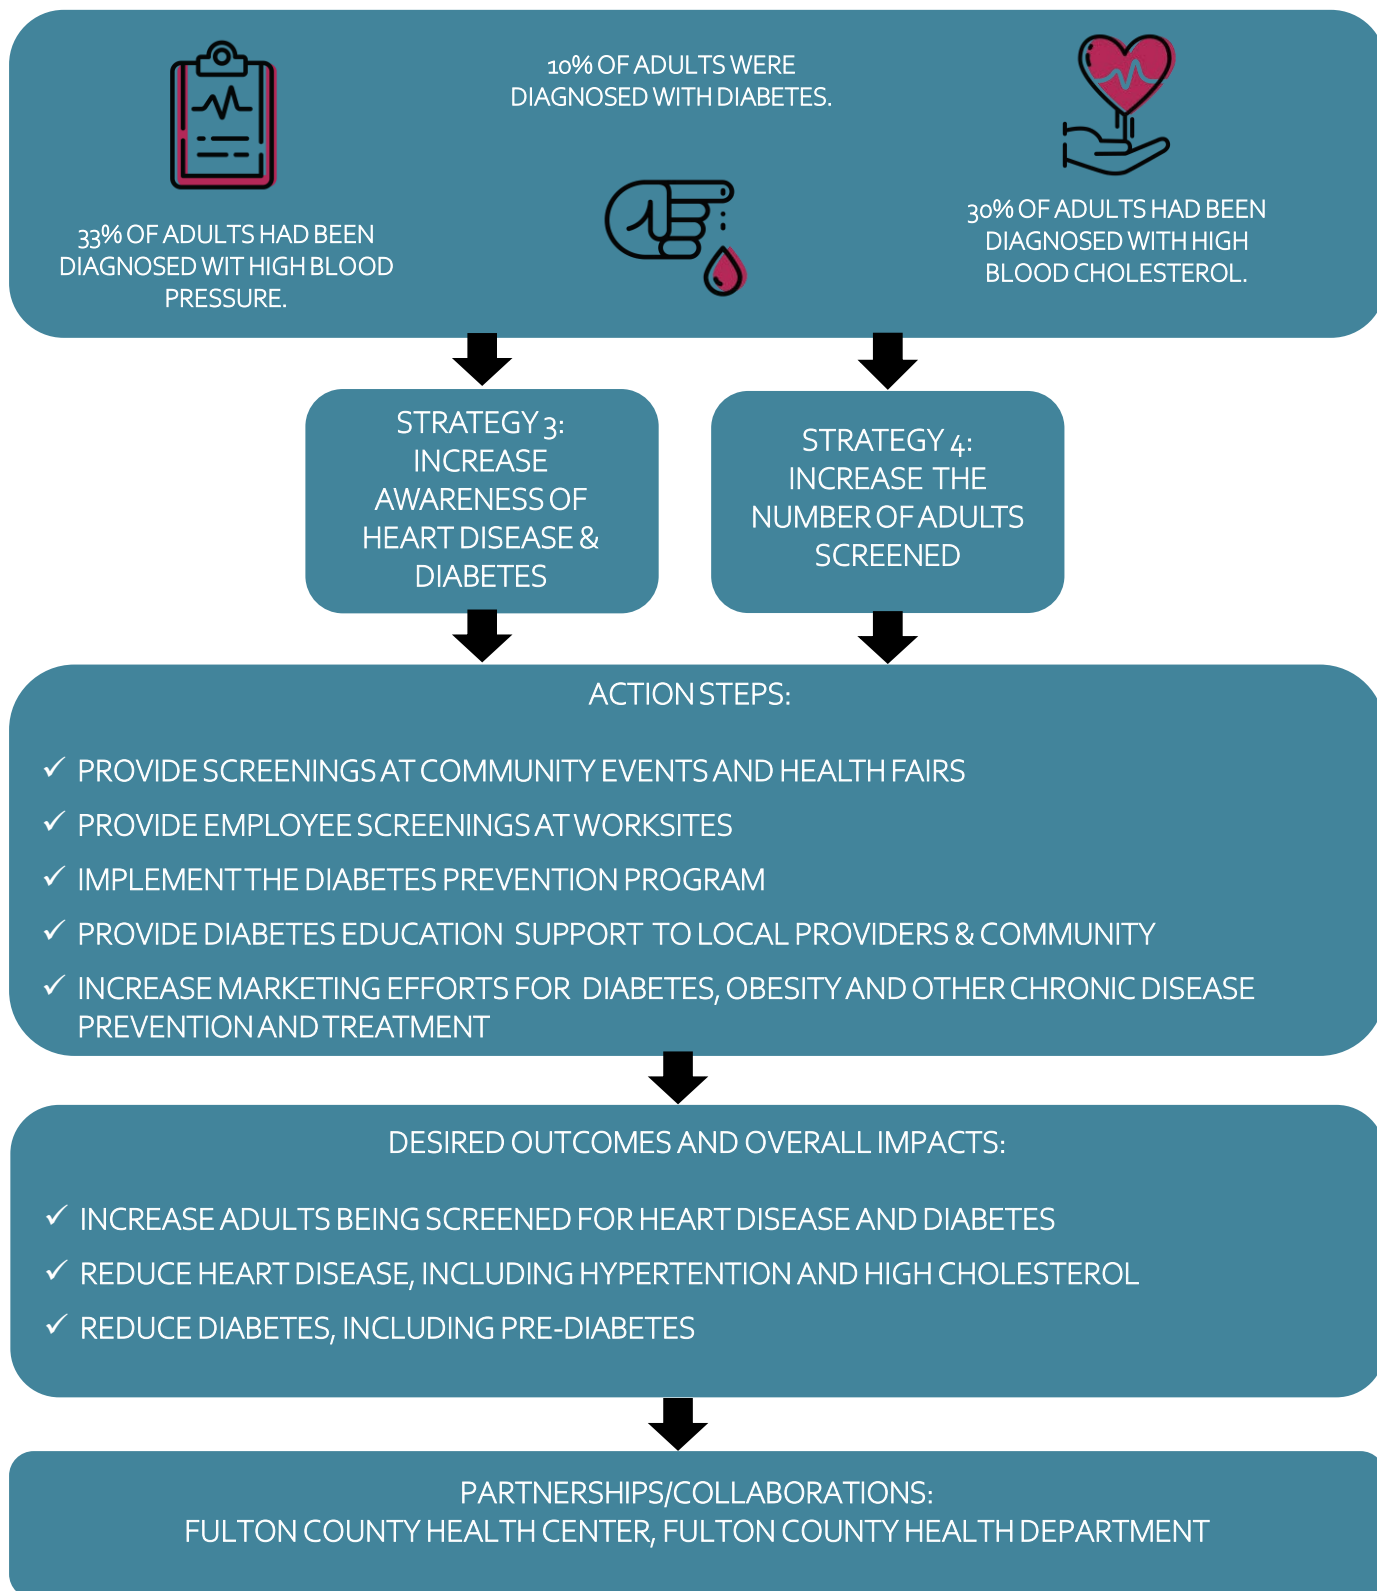 33% OF ADULTS HAD BEEN
DIAGNOSED WIT HIGH BLOOD
PRESSURE.
10% OF ADULTS WERE
DIAGNOSED WITH DIABETES.
30% OF ADULTS HAD BEEN
DIAGNOSED WITH HIGH
BLOOD CHOLESTEROL.
STRATEGY 3:
INCREASE
AWARENESS OF
HEART DISEASE &
DIABETES
STRATEGY 4:
INCREASE THE
NUMBER OF ADULTS
SCREENED
ACTION STEPS:
✓ PROVIDE SCREENINGS AT COMMUNITY EVENTS AND HEALTH FAIRS
✓ PROVIDE EMPLOYEE SCREENINGS AT WORKSITES
✓ IMPLEMENT THE DIABETES PREVENTION PROGRAM
✓ PROVIDE DIABETES EDUCATION SUPPORT TO LOCAL PROVIDERS & COMMUNITY
✓ INCREASE MARKETING EFFORTS FOR DIABETES, OBESITY AND OTHER CHRONIC DISEASE
PREVENTION AND TREATMENT
DESIRED OUTCOMES AND OVERALL IMPACTS:
✓ INCREASE ADULTS BEING SCREENED FOR HEART DISEASE AND DIABETES
✓ REDUCE HEART DISEASE, INCLUDING HYPERTENTION AND HIGH CHOLESTEROL
✓ REDUCE DIABETES, INCLUDING PRE-DIABETES
PARTNERSHIPS/COLLABORATIONS:
FULTON COUNTY HEALTH CENTER, FULTON COUNTY HEALTH DEPARTMENT